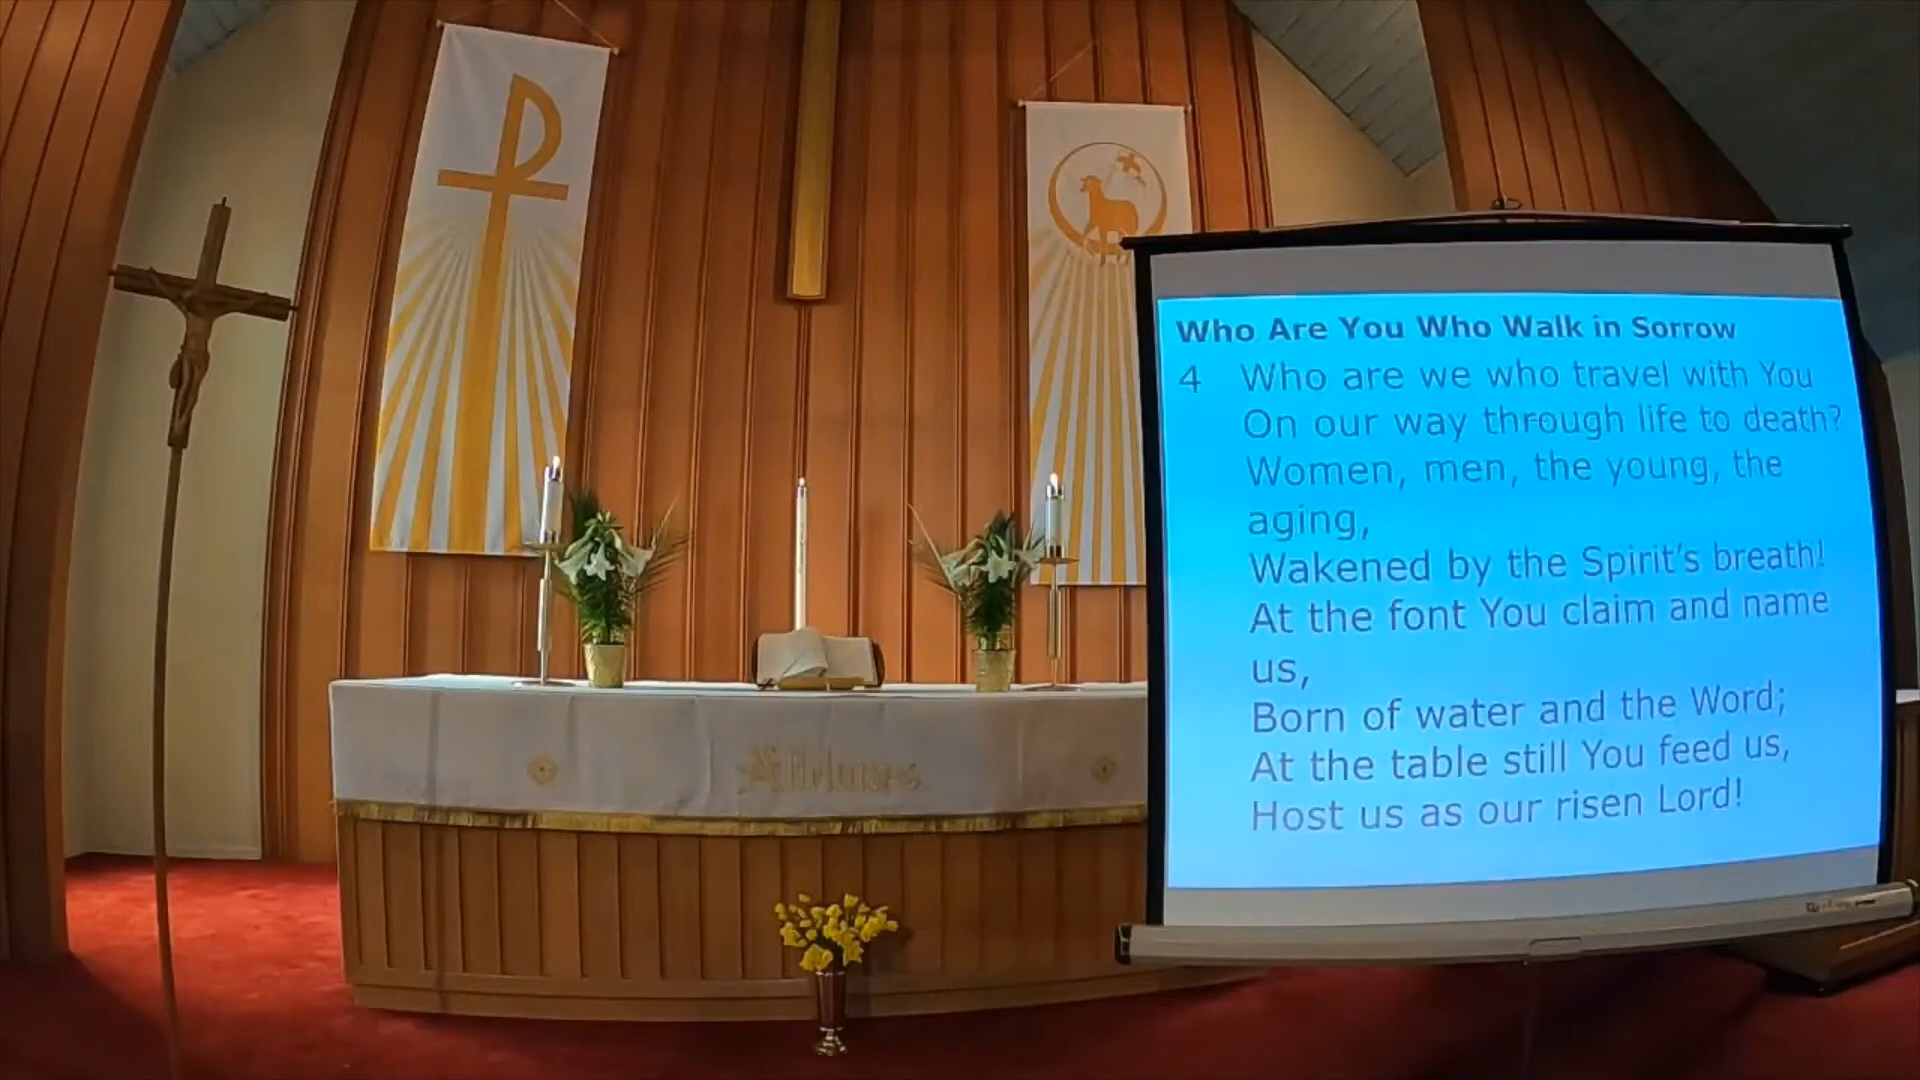 Who Are You Who Walk in Sorrow
4 Who are we who travel with You
On our way through life to death?
Women, men, the young, the
aging,
Wakened by the Spirit's breath!
At the font You claim and name
us,
Born of water and the Word;
At the table still You feed us,
Host us as our risen Lord!